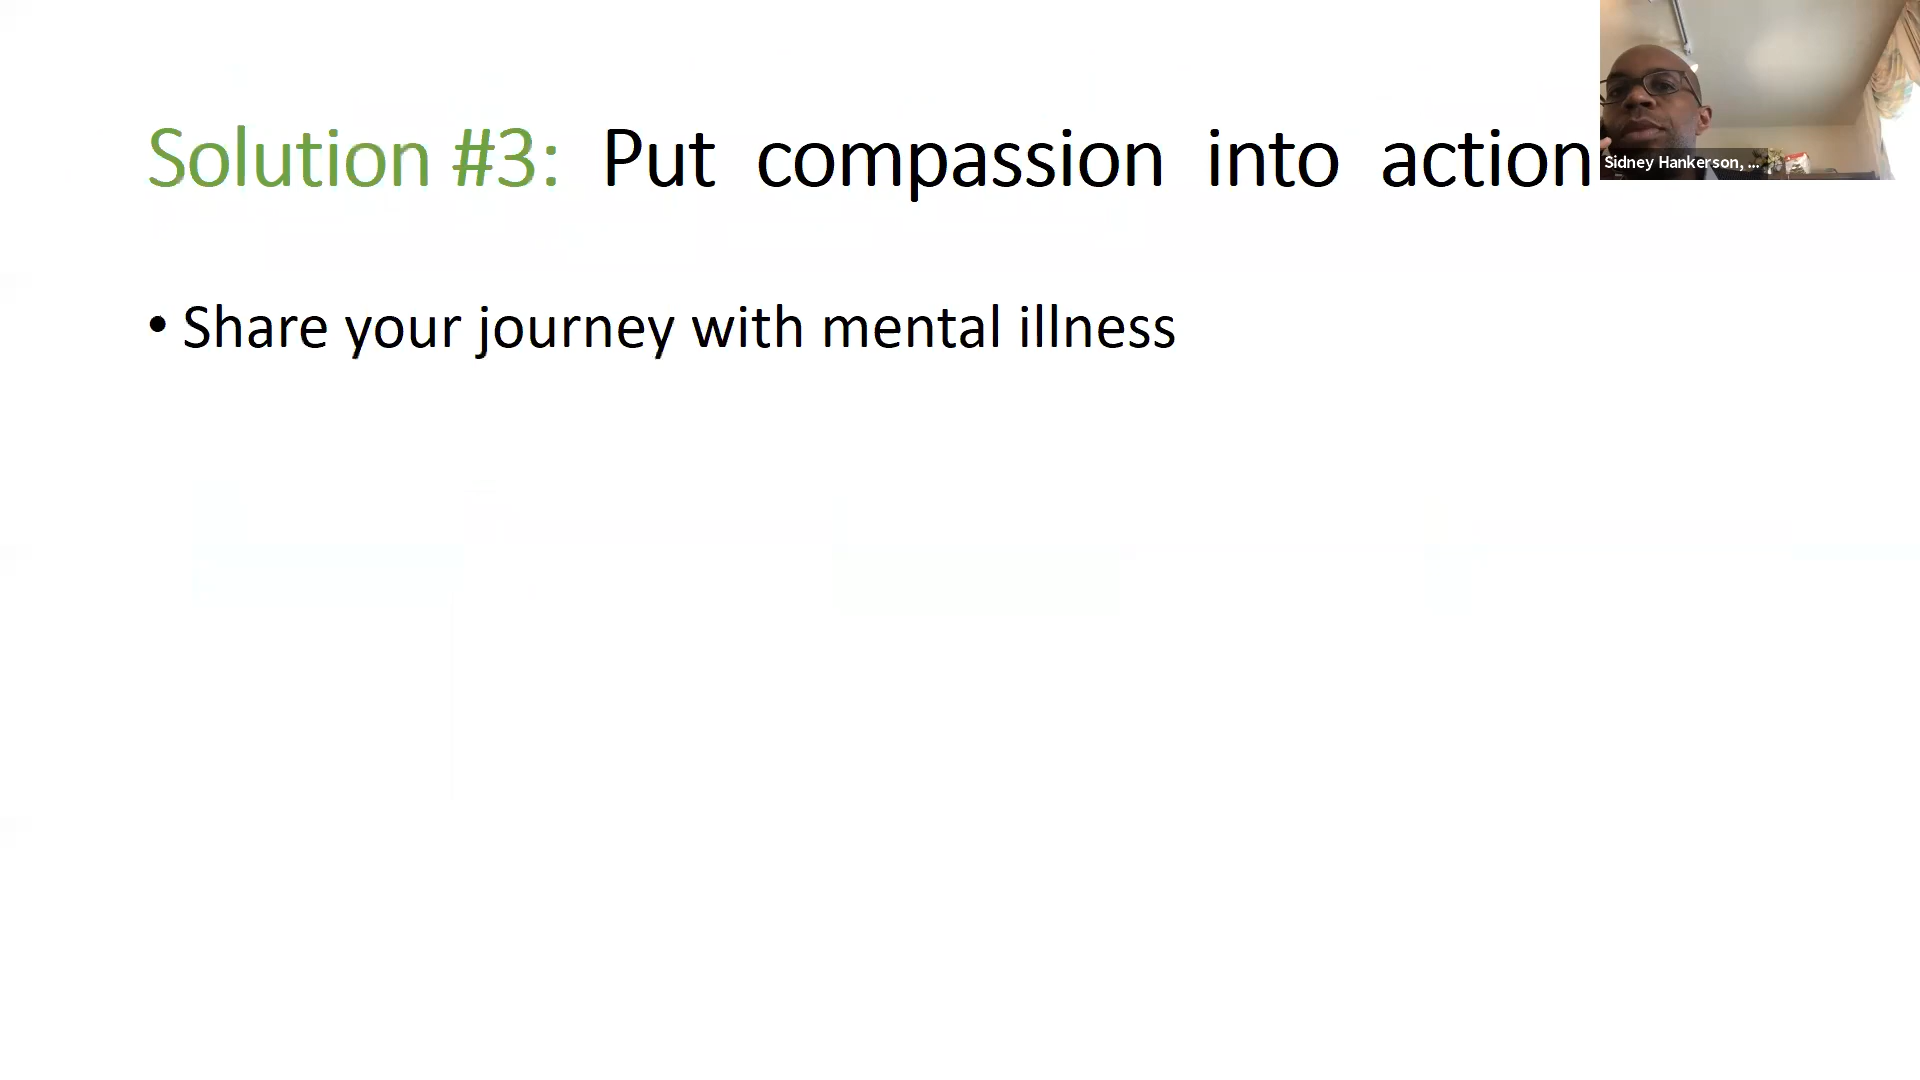 Solution #3: Put compassion into action
Sidney Hankerson, ...
• Share your journey with mental illness